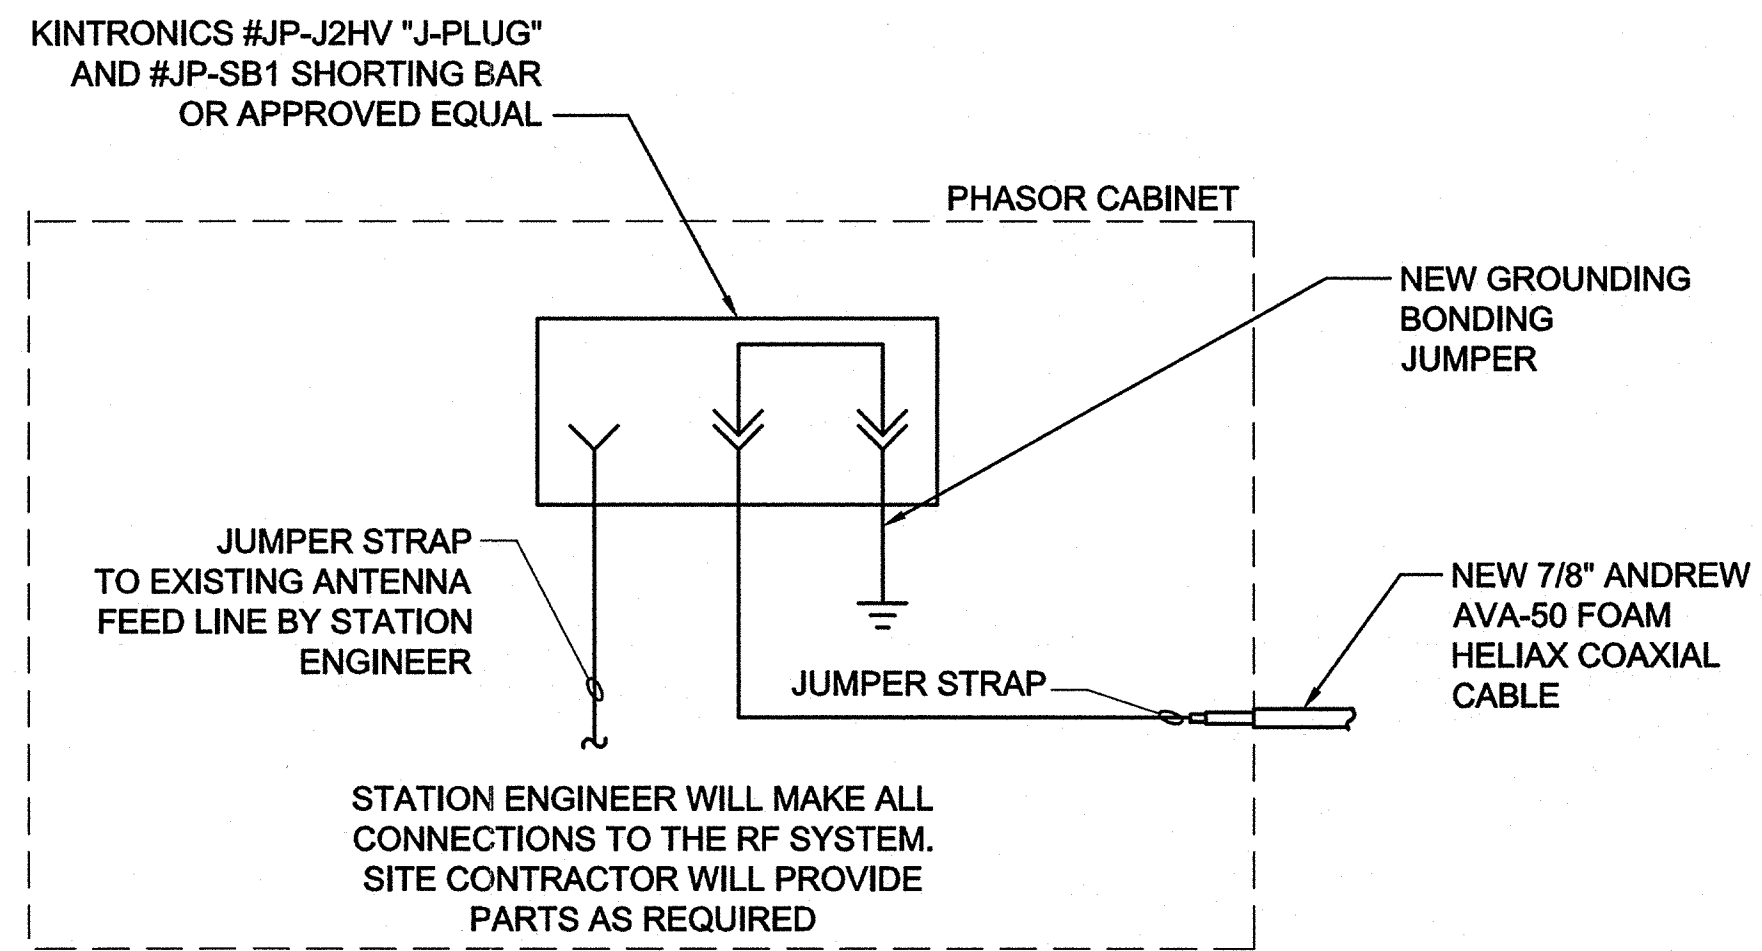 KINTRONICS #JP-J2HV "J-PLUG"
AND #JP-SB1 SHORTING BAR
OR APPROVED EQUAL
PHASOR CABINET
NEW GROUNDING
BONDING
JUMPER
JUMPER STRAP
TO EXISTING ANTENNA
FEED LINE BY STATION
ENGINEER
NEW 7/8" ANDREW
AVA-50 FOAM
HELIAX COAXIAL
CABLE
JUMPER STRAP
STATION ENGINEER WILL MAKE ALL
CONNECTIONS TO THE RF SYSTEM.
SITE CONTRACTOR WILL PROVIDE
PARTS AS REQUIRED